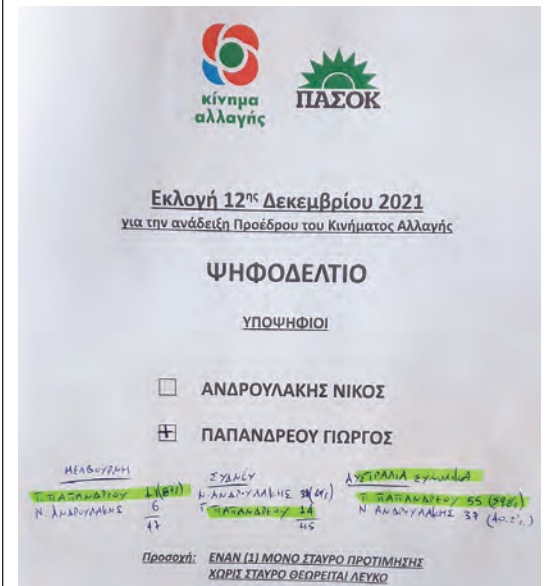 κίνημα
αλλαγής
ΠΑΣΟΚ
Εκλογή 12ης Δεκεμβρίου 2021
για την ανάδειξη Προέδρου του Κινήματος Αλλαγής
ΨΗΦΟΔΕΛΤΙΟ
ΥΠΟΨΗΦΙΟΙ
ΑΝΔΡΟΥΛΑΚΗΣ ΝΙΚΟΣ
ΠΑΠΑΝΔΡΕΟΥ ΓΙΩΡΓΟΣ
ΜΕΛΒΟΥΡΝΗ
Γ. ΠΑΠΑΝΔΡΕΟΥ
Ν. ΑΝΔΡΟΥΛΑΚΗΣ 6
47
ΣΥΔΝΕΥ
Ν. ΑΝΔΡΟΥΛΑΚΗΣ
Γ. ΠΑΠΑΝΔΡΕΟΥ 14
45
ΑΥΣΤΡΑΛΙΑ ΣΥΝΟΛΙΚΑ
Γ. ΠΑΠΑΝΔΡΕΟΥ 55
Ν. ΑΝΔΡΟΥΛΑΚΗΣ 37
Προσοχή: ΕΝΑΝ (1) ΜΟΝΟ ΣΤΑΥΡΟ ΠΡΟΤΙΜΗΣΗΣ
ΧΩΡΙΣ ΣΤΑΥΡΟ ΘΕΩΡΕΙΤΑΙ ΛΕΥΚΟ